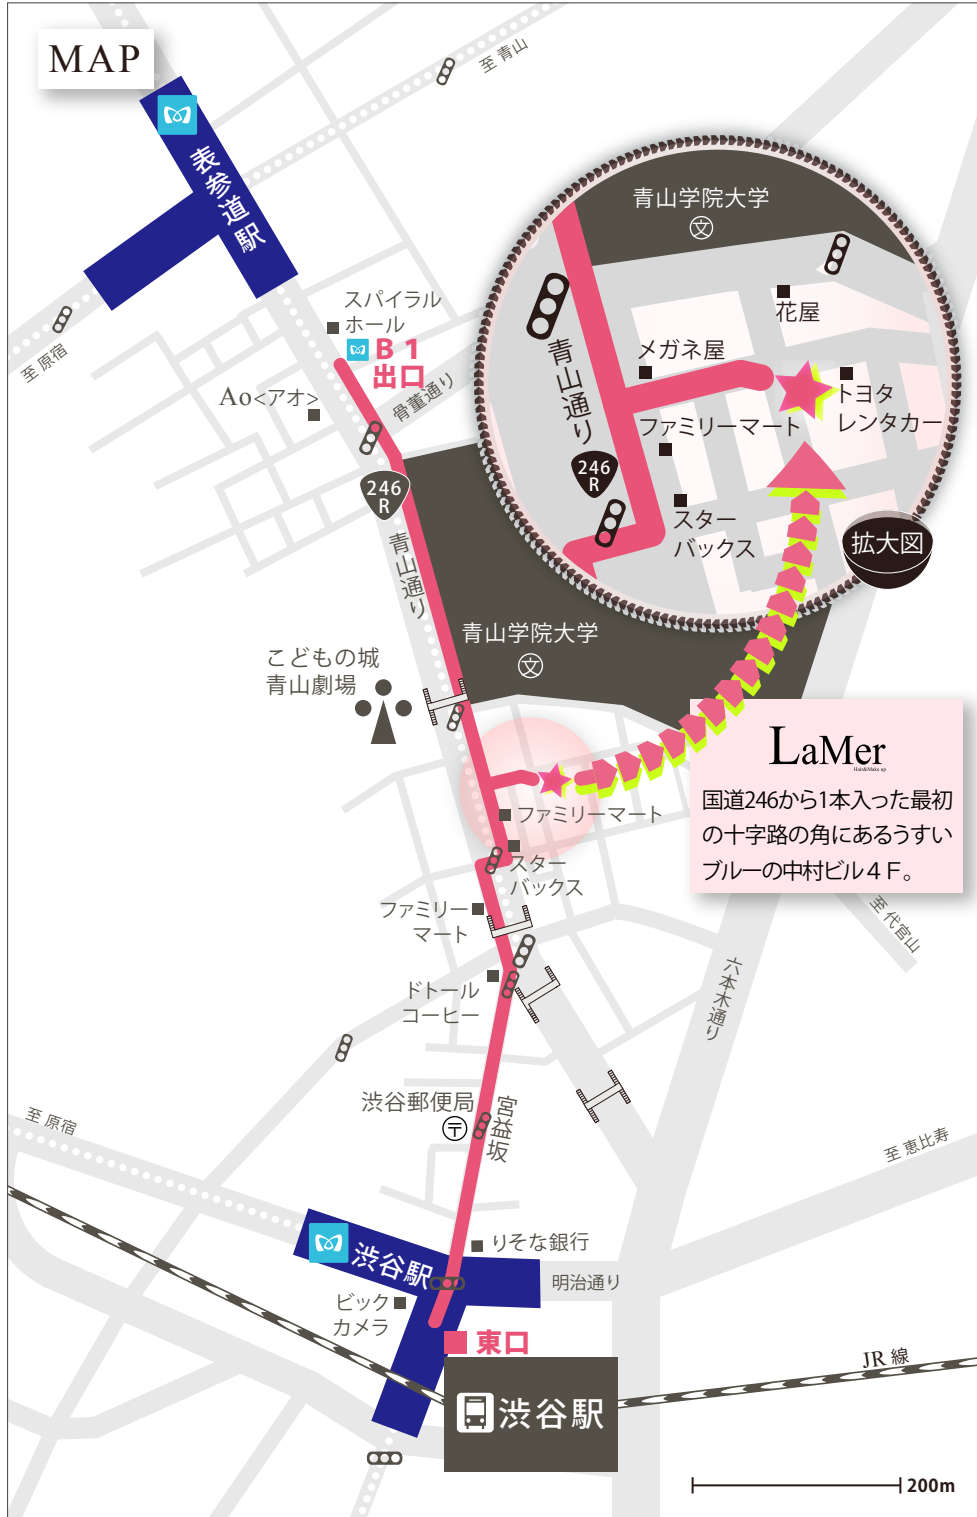 MAP
至 青山
表参道駅
至 原宿
スパイラル
ホール
B 1
出口
Ao<アオ>
骨董通り
246
R
青山通り
青山学院大学
文
花屋
メガネ屋
青山通り
トヨタ
レンタカー
ファミリーマート
246
R
スター
バックス
拡大図
青山学院大学
文
こどもの城
青山劇場
LaMer
Hair&Make up
国道246から1本入った最初
の十字路の角にあるうすい
ブルーの中村ビル４Ｆ。
ファミリーマート
スター
バックス
ファミリー
マート
至 代官山
六本木通り
ドトール
コーヒー
渋谷郵便局
〒
宮益坂
至 原宿
至 恵比寿
渋谷駅
りそな銀行
明治通り
ビック
カメラ
東口
JR 線
渋谷駅
200m